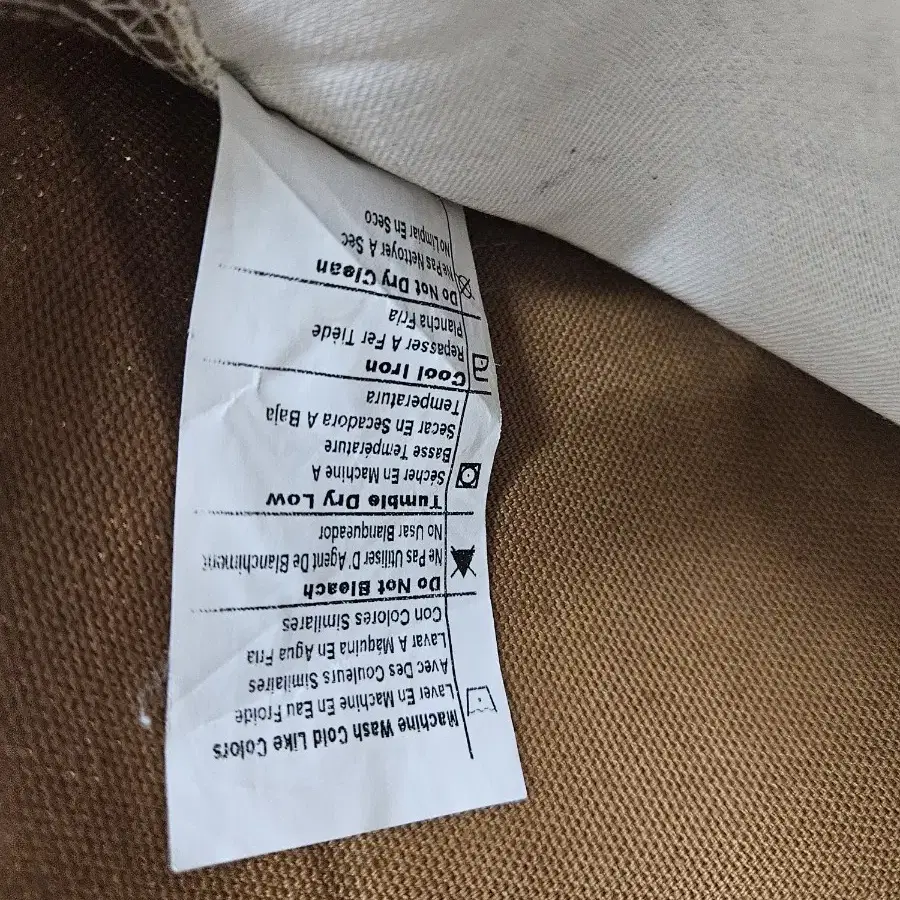 Machine Wash Cold Like Colors
Laver En Machine En Eau Froide
Avec Des Couleurs Similaires
Lavar A Máquina En Agua Fria
Con Colores Similares
Do Not Bleach
Ne Pas Utiliser D'Agent De Blanchiment
No Usar Blanqueador
Tumble Dry Low
Sécher En Machine A
Basse Température
Secar En Secadora A Baja
Temperatura
Cool Iron
Repasser A Fer Tiède
Plancha Fría
Do Not Dry Clean
Ne Pas Nettoyer A Sec
No Limpiar En Seco